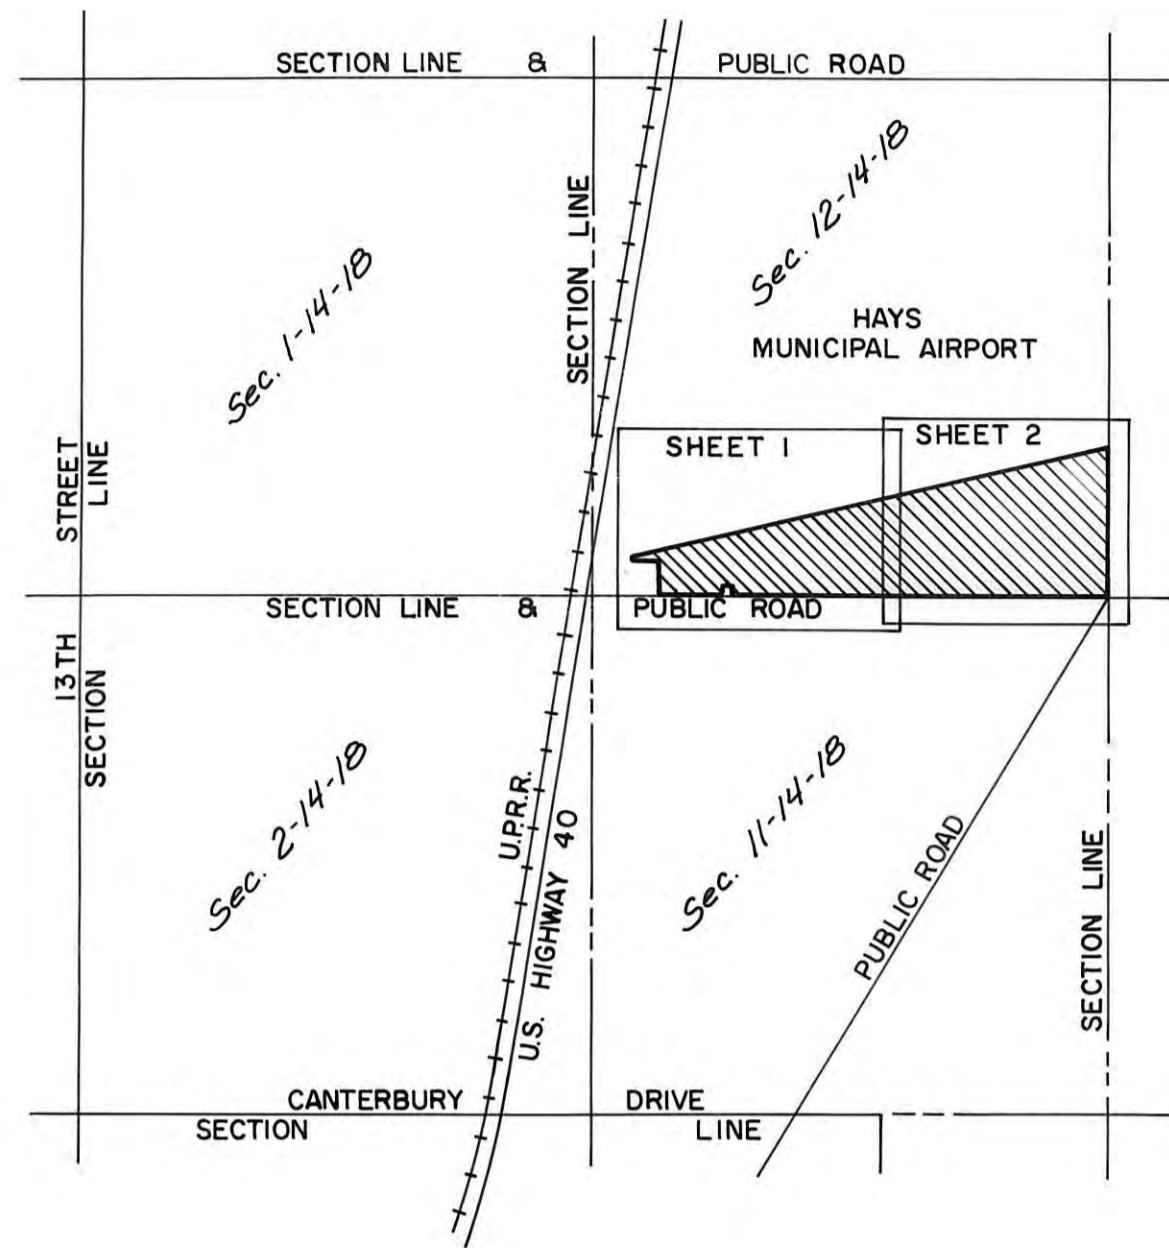 SECTION LINE & PUBLIC ROAD
Sec. 12-14-18
SECTION LINE
Sec. 1-14-18
HAYS
MUNICIPAL AIRPORT
SHEET 1
SHEET 2
13TH STREET
SECTION LINE
SECTION LINE & PUBLIC ROAD
Sec. 2-14-18
U.P.R.R.
U.S. HIGHWAY 40
Sec. 11-14-18
PUBLIC ROAD
SECTION LINE
CANTERBURY DRIVE
SECTION LINE